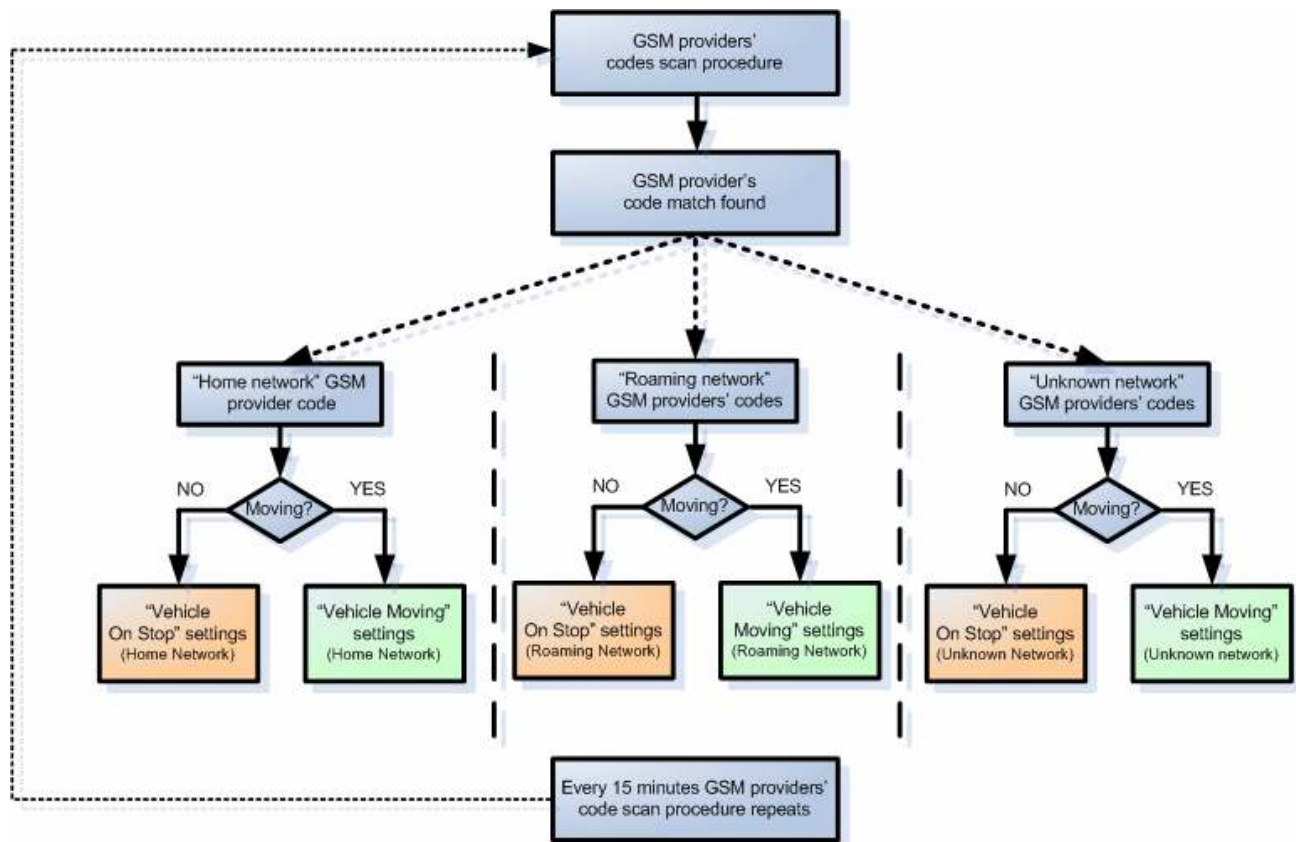 GSM providers'
codes scan procedure
GSM provider's
code match found
"Home network" GSM
provider code
"Roaming network"
GSM providers' codes
"Unknown network"
GSM providers' codes
NO
Moving?
YES
NO
Moving?
YES
NO
Moving?
YES
"Vehicle
On Stop" settings
(Home Network)
"Vehicle Moving"
settings
(Home Network)
"Vehicle
On Stop" settings
(Roaming Network)
"Vehicle
Moving" settings
(Roaming Network)
"Vehicle
On Stop" settings
(Unknown Network)
"Vehicle Moving"
settings
(Unknown network)
Every 15 minutes GSM providers'
code scan procedure repeats